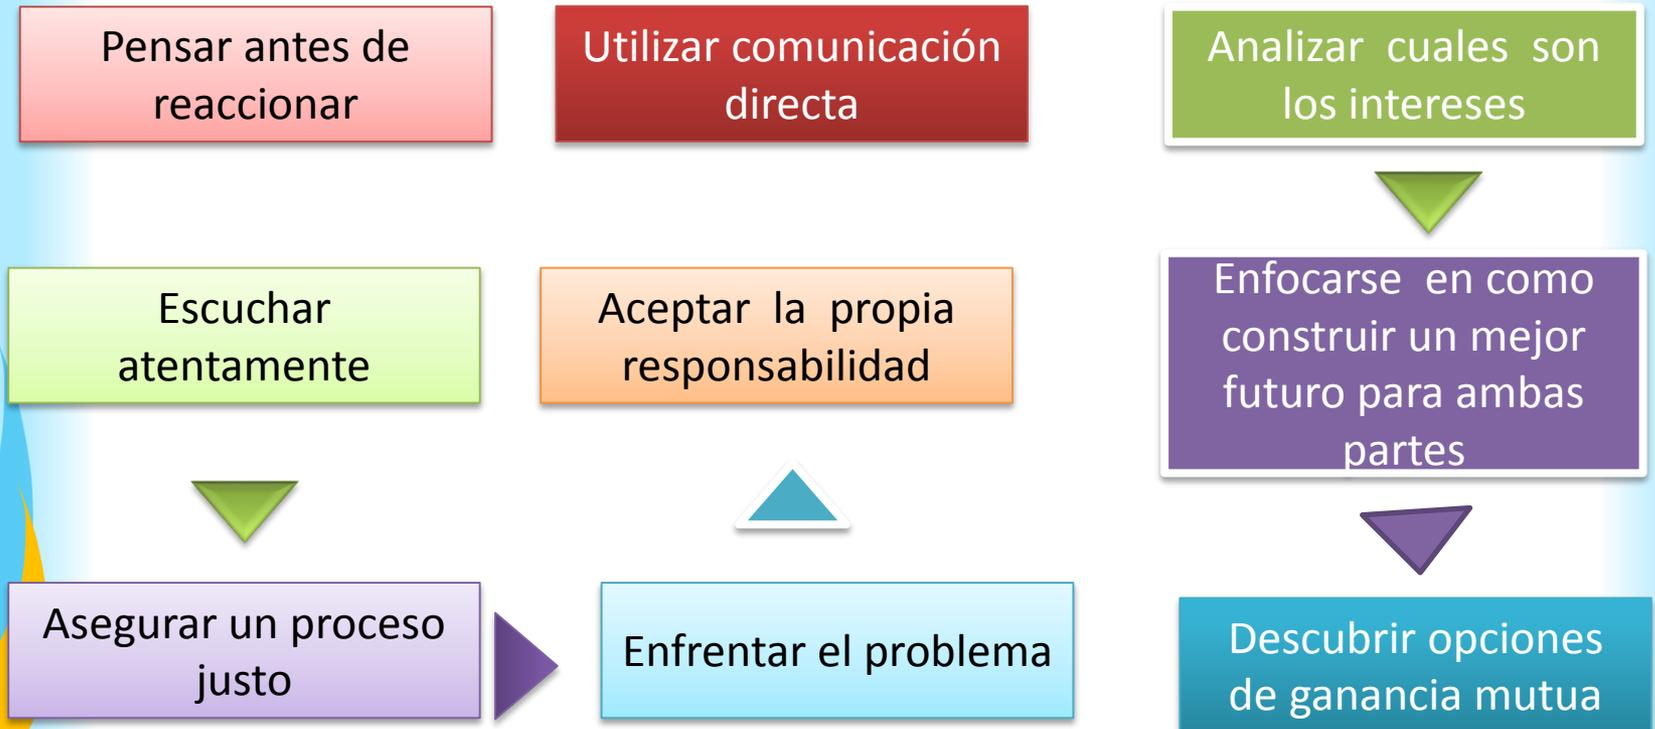 Pensar antes de
reaccionar
Escuchar
atentamente
Asegurar un proceso
justo
Enfrentar el problema
Aceptar la propia
responsabilidad
Utilizar comunicación
directa
Analizar cuales son
los intereses
Enfocarse en como
construir un mejor
futuro para ambas
partes
Descubrir opciones
de ganancia mutua